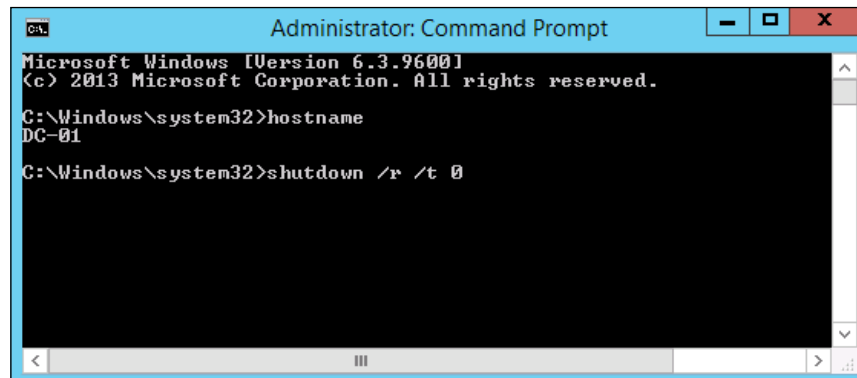 Administrator: Command Prompt
Microsoft Windows [Version 6.3.9600]
(c) 2013 Microsoft Corporation. All rights reserved.
C:\Windows\system32>hostname
DC-01
C:\Windows\system32>shutdown /r /t 0